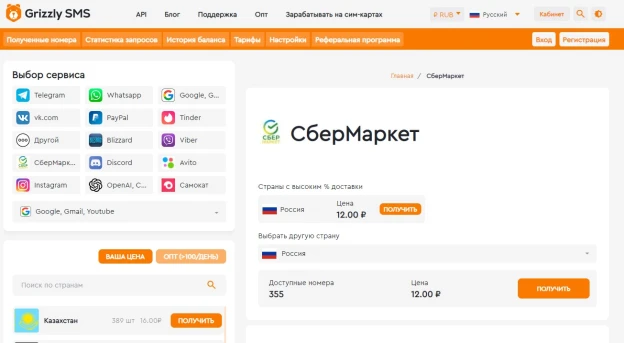 Grizzly SMS
API Блог Поддержка Опт Зарабатывать на сим-картах
₽ RUB Русский Кабинет
Полученные номера Статистика запросов История баланса Тарифы Настройки Реферальная программа
Вход Регистрация
Выбор сервиса
Telegram Whatsapp Google, G...
vk.com PayPal Tinder
Другой Blizzard Viber
СберМарк... Discord Avito
Instagram OpenAI, C... Самокат
Google, Gmail, Youtube
ВАША ЦЕНА ОПТ (>100/ДЕНЬ)
Поиск по странам
Казахстан 389 шт 16.00₽ ПОЛУЧИТЬ
Главная / СберМаркет
СБЕР
СберМаркет
Страны с высоким % доставки
Россия
Цена
12.00 ₽
ПОЛУЧИТЬ
Выбрать другую страну
Россия
Доступные номера
355
Цена
12.00 ₽
ПОЛУЧИТЬ